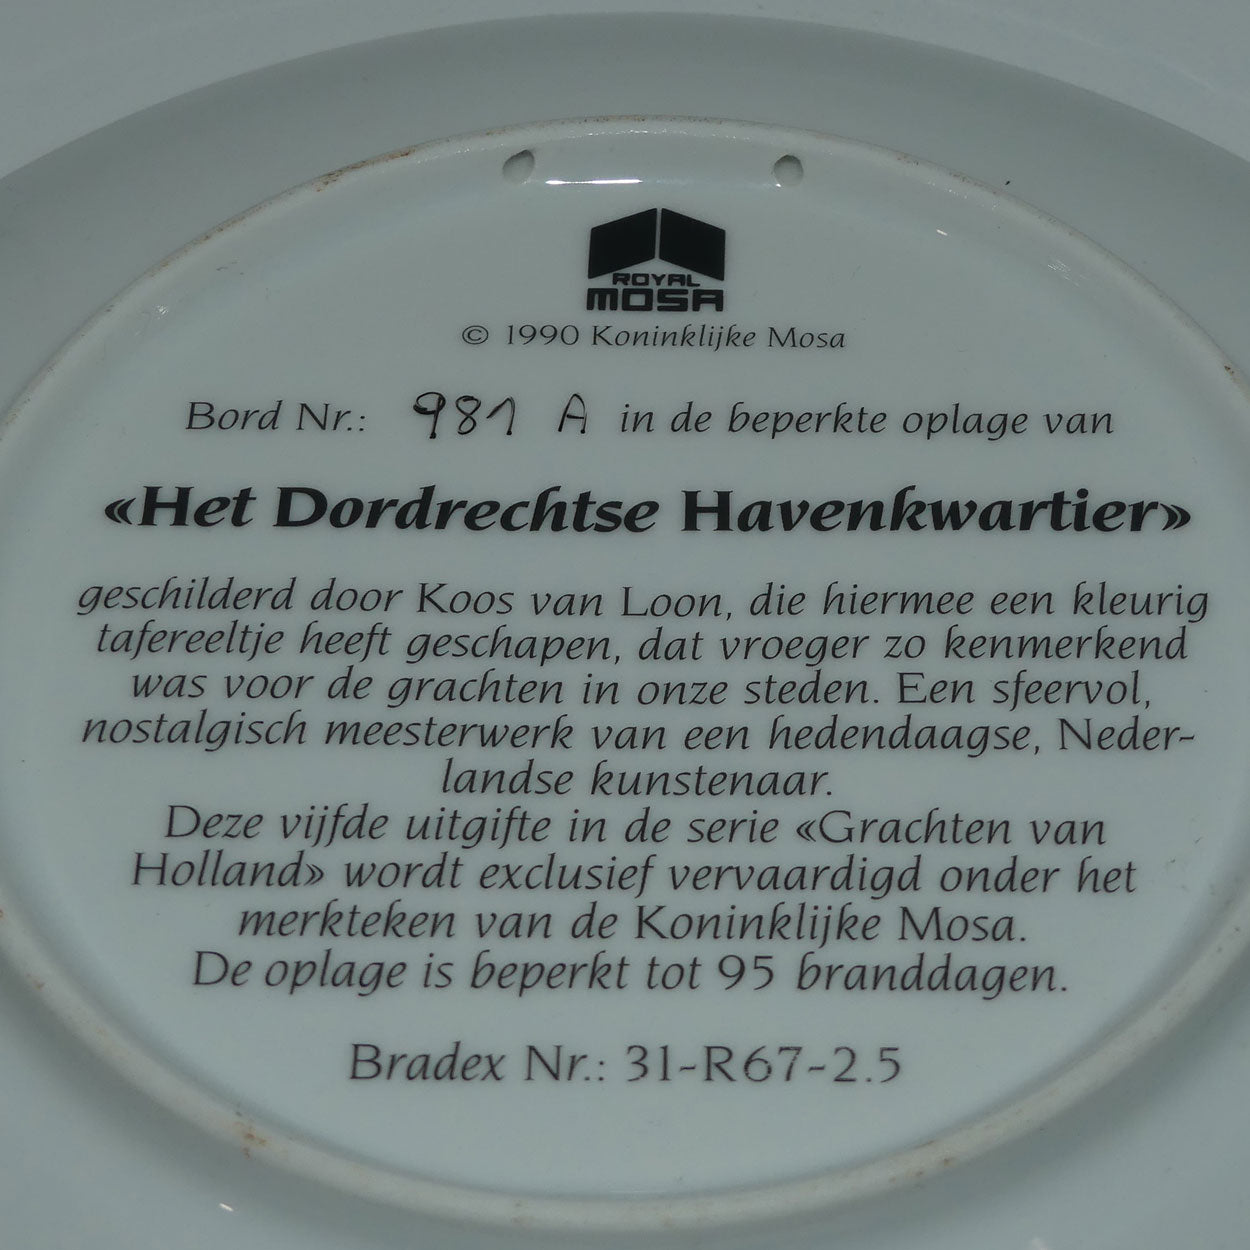 ROYAL
MOSA
© 1990 Koninklijke Mosa
Bord Nr.: 981 A in de beperkte oplage van
«Het Dordrechtse Havenkwartier»
geschilderd door Koos van Loon, die hiermee een kleurig
tafereeltje heeft geschapen, dat vroeger zo kenmerkend
was voor de grachten in onze steden. Een sfeervol,
nostalgisch meesterwerk van een hedendaagse, Neder-
landse kunstenaar.
Deze vijfde uitgifte in de serie «Grachten van
Holland» wordt exclusief vervaardigd onder het
merkteken van de Koninklijke Mosa.
De oplage is beperkt tot 95 branddagen.
Bradex Nr.: 31-R67-2.5